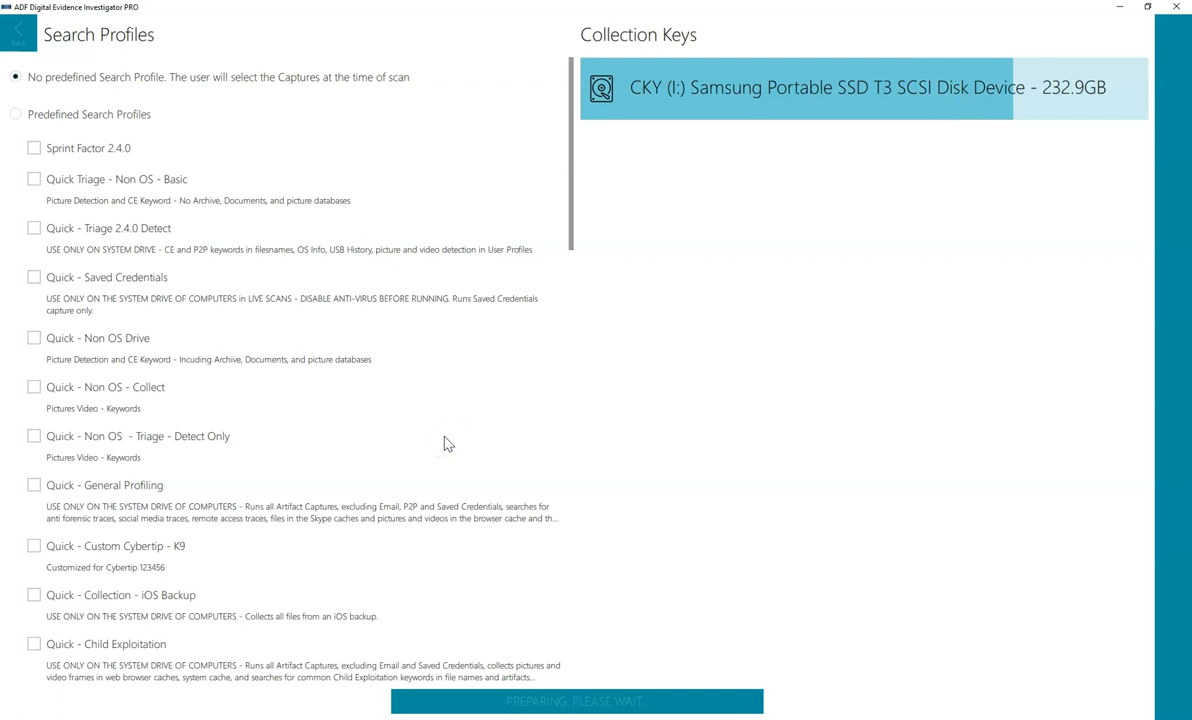 ADF Digital Evidence Investigator PRO
Back
Search Profiles
Collection Keys
No predefined Search Profile. The user will select the Captures at the time of scan
CKY (I:) Samsung Portable SSD T3 SCSI Disk Device - 232.9GB
Predefined Search Profiles
Sprint Factor 2.4.0
Quick Triage - Non OS - Basic
Picture Detection and CE Keyword - No Archive, Documents, and picture databases
Quick - Triage 2.4.0 Detect
USE ONLY ON SYSTEM DRIVE - CE and P2P keywords in filesnames, OS Info, USB History, picture and video detection in User Profiles
Quick - Saved Credentials
USE ONLY ON THE SYSTEM DRIVE OF COMPUTERS in LIVE SCANS - DISABLE ANTI-VIRUS BEFORE RUNNING. Runs Saved Credentials
capture only.
Quick - Non OS Drive
Picture Detection and CE Keyword - Incuding Archive, Documents, and picture databases
Quick - Non OS - Collect
Pictures Video - Keywords
Quick - Non OS - Triage - Detect Only
Pictures Video - Keywords
Quick - General Profiling
USE ONLY ON THE SYSTEM DRIVE OF COMPUTERS - Runs all Artifact Captures, excluding Email, P2P and Saved Credentials, searches for
anti forensic traces, social media traces, remote access traces, files in the Skype caches and pictures and videos in the browser cache and th...
Quick - Custom Cybertip - K9
Customized for Cybertip 123456
Quick - Collection - iOS Backup
USE ONLY ON THE SYSTEM DRIVE OF COMPUTERS - Collects all files from an iOS backup.
Quick - Child Exploitation
USE ONLY ON THE SYSTEM DRIVE OF COMPUTERS - Runs all Artifact Captures, excluding Email and Saved Credentials, collects pictures and
video frames in web browser caches, system cache, and searches for common Child Exploitation keywords in file names and artifacts...
PREPARING, PLEASE WAIT...